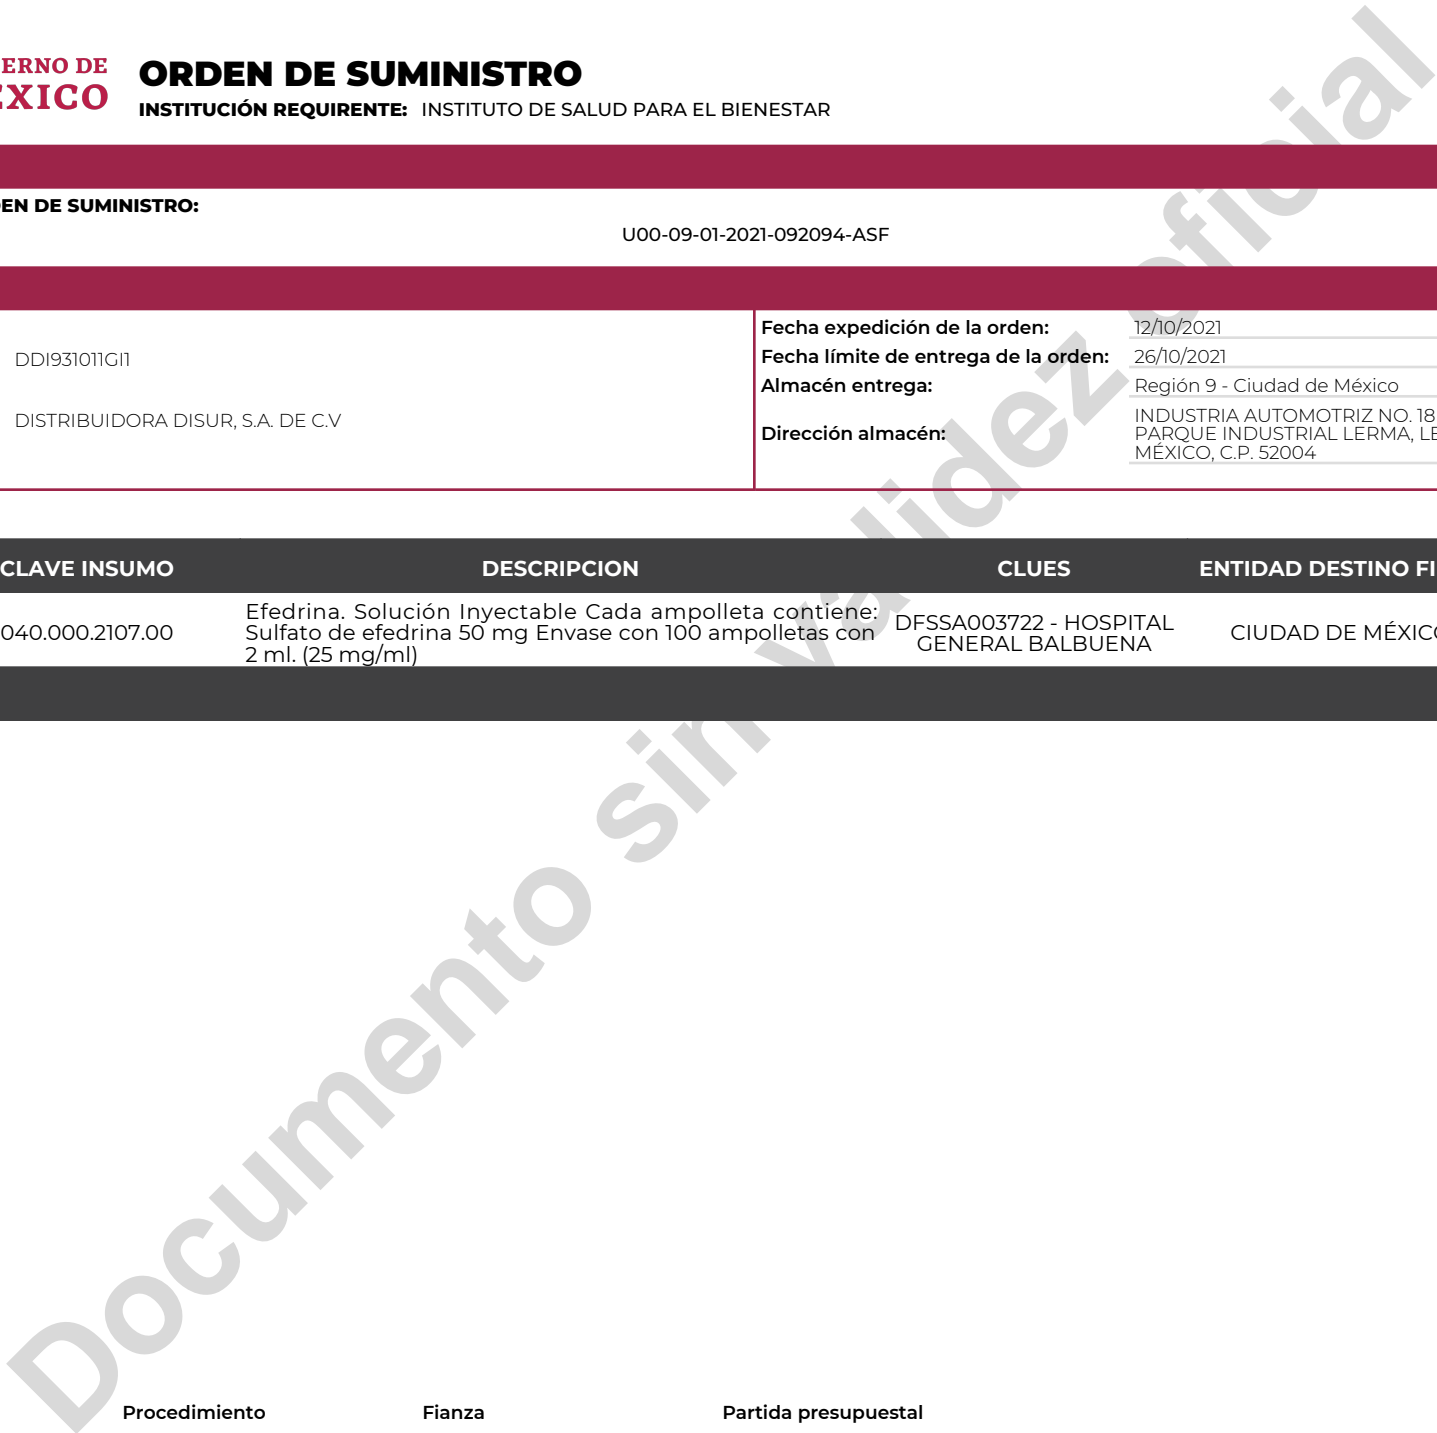 ERNO DE
ÉXICO
ORDEN DE SUMINISTRO
INSTITUCIÓN REQUIRENTE: INSTITUTO DE SALUD PARA EL BIENESTAR
EN DE SUMINISTRO:
U00-09-01-2021-092094-ASF
DDI931011GI1
DISTRIBUIDORA DISUR, S.A. DE C.V
Fecha expedición de la orden: 12/10/2021
Fecha límite de entrega de la orden: 26/10/2021
Almacén entrega: Región 9 - Ciudad de México
Dirección almacén:
INDUSTRIA AUTOMOTRIZ NO. 18
PARQUE INDUSTRIAL LERMA, LE
MÉXICO, C.P. 52004
CLAVE INSUMO DESCRIPCION CLUES ENTIDAD DESTINO FI
040.000.2107.00
Efedrina. Solución Inyectable Cada ampolleta contiene:
Sulfato de efedrina 50 mg Envase con 100 ampolletas con
2 ml. (25 mg/ml)
DFSSA003722 - HOSPITAL
GENERAL BALBUENA
CIUDAD DE MÉXICO
Procedimiento Fianza Partida presupuestal
Documento sin validez oficial